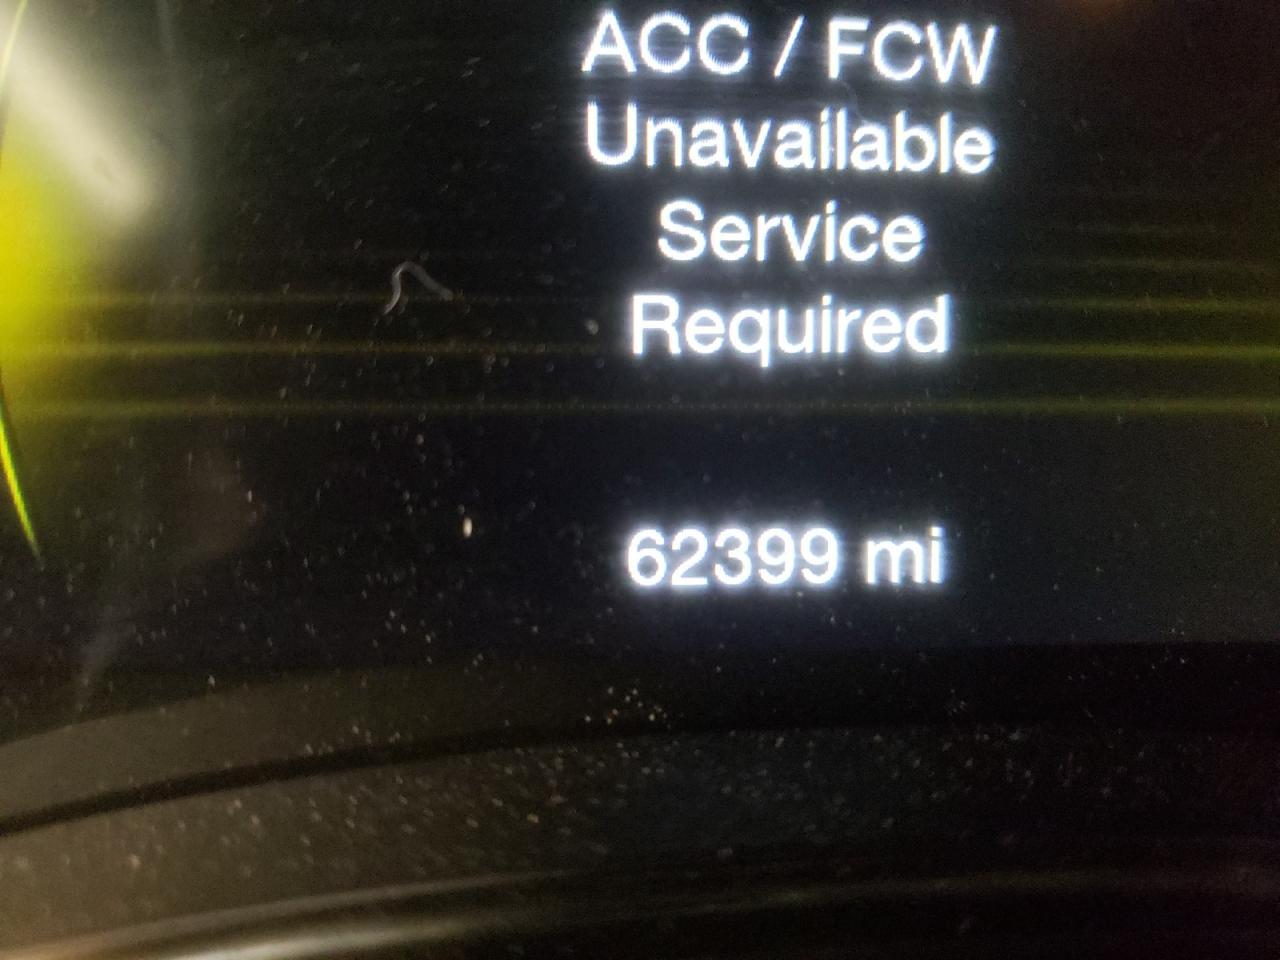 ACC / FCW
Unavailable
Service
Required
62399 mi